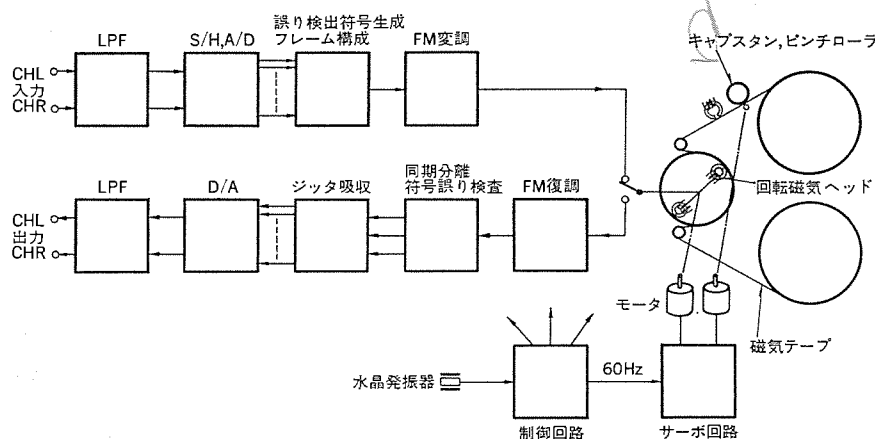 誤り検出符号生成
LPF
S/H,A/D
フレーム構成
FM変調
キャプスタン,ピンチローラ
CHL
入力
CHR
LPF
D/A
ジッタ吸収
同期分離
符号誤り検査
FM復調
回転磁気ヘッド
CHL
出力
CHR
モータ
磁気テープ
水晶発振器
60Hz
制御回路
サーボ回路